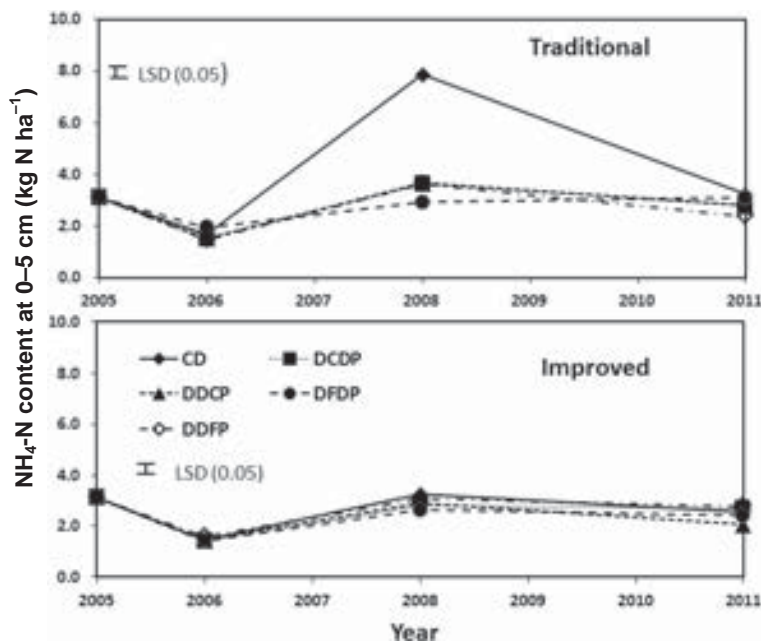 NH₄-N content at 0–5 cm (kg N ha⁻¹)
10.0
8.0
6.0
4.0
2.0
0.0
Traditional
LSD (0.05)
2005 2006 2007 2008 2009 2010 2011
10.0
8.0
6.0
4.0
2.0
0.0
CD DCDP
DDCP DFDP
DDFP
Improved
LSD (0.05)
2005 2006 2007 2008 2009 2010 2011
Year